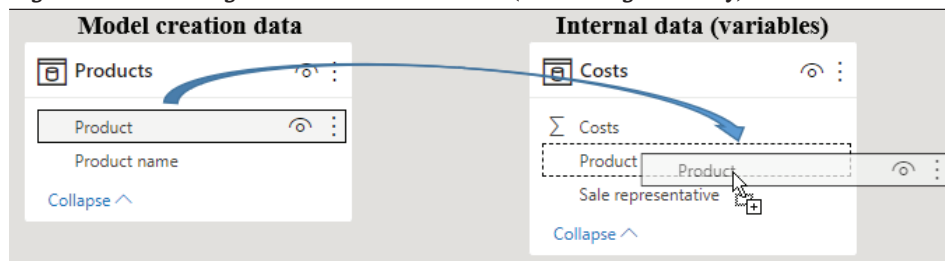 Model creation data
Internal data (variables)
Products
Product
Product name
Collapse
Costs
Σ Costs
Product
Product
Sale representative
Collapse